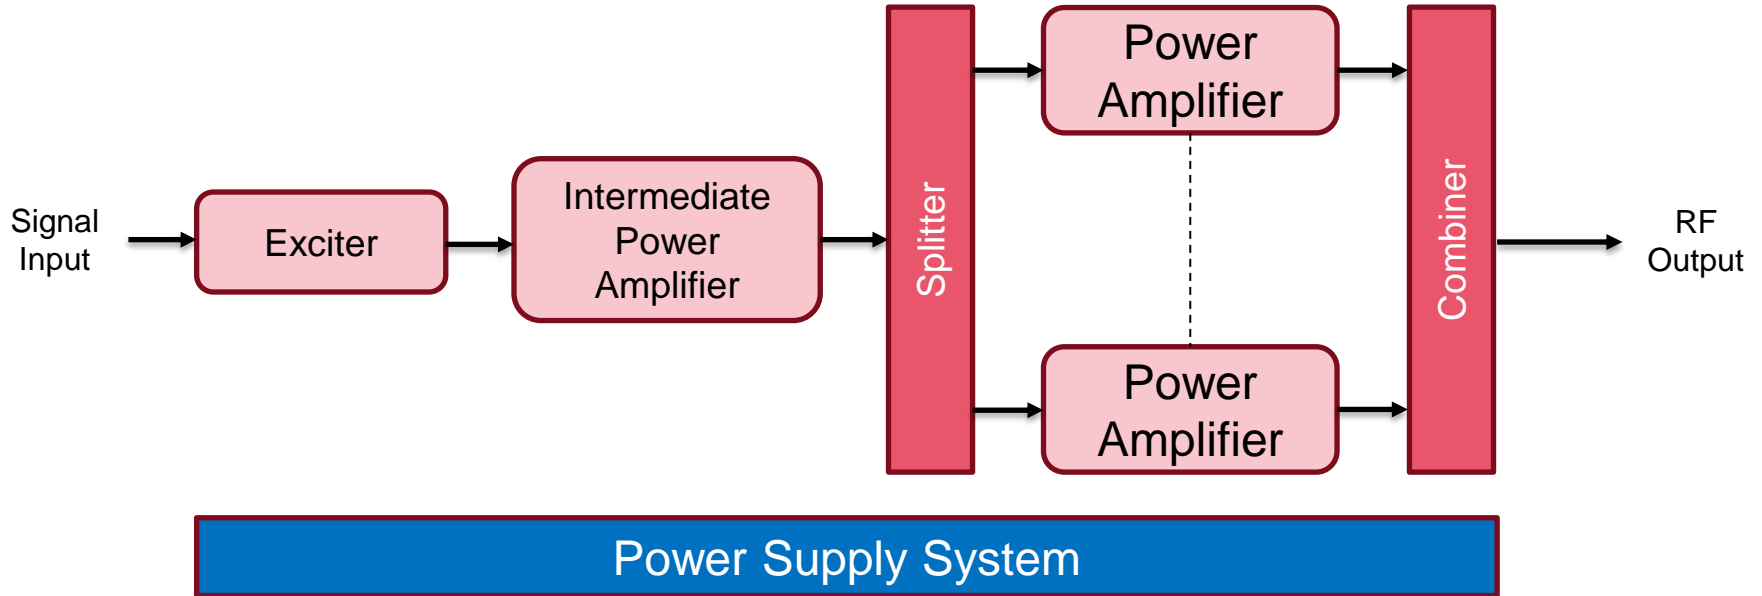 Signal
Input
Exciter
Intermediate
Power
Amplifier
Splitter
Power
Amplifier
Power
Amplifier
Combiner
RF
Output
Power Supply System